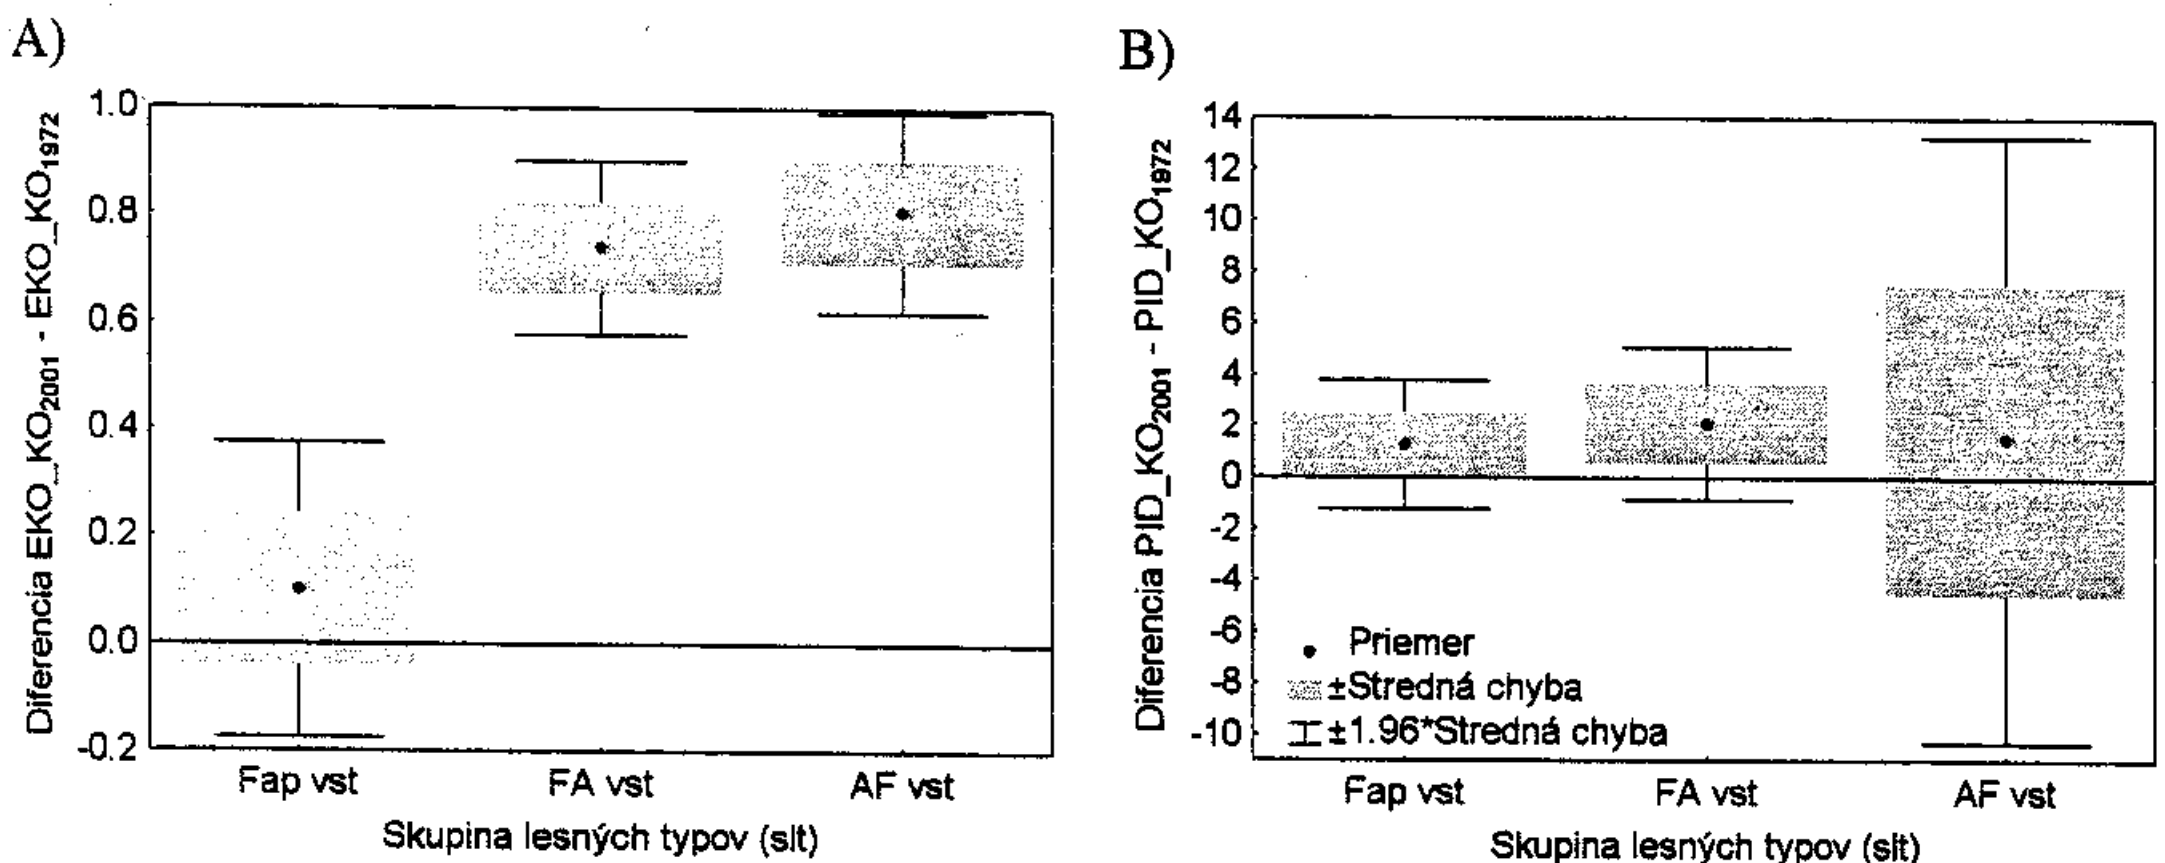 A)
Diferencia EKO_KO2001 - EKO_KO1972
1.0
0.8
0.6
0.4
0.2
0.0
-0.2
Fap vst
FA vst
AF vst
Skupina lesných typov (slt)
B)
Diferencia PID_KO2001 - PID_KO1972
14
12
10
8
6
4
2
0
-2
-4
-6
-8
-10
Priemer
±Stredná chyba
±1.96*Stredná chyba
Fap vst
FA vst
AF vst
Skupina lesných typov (slt)